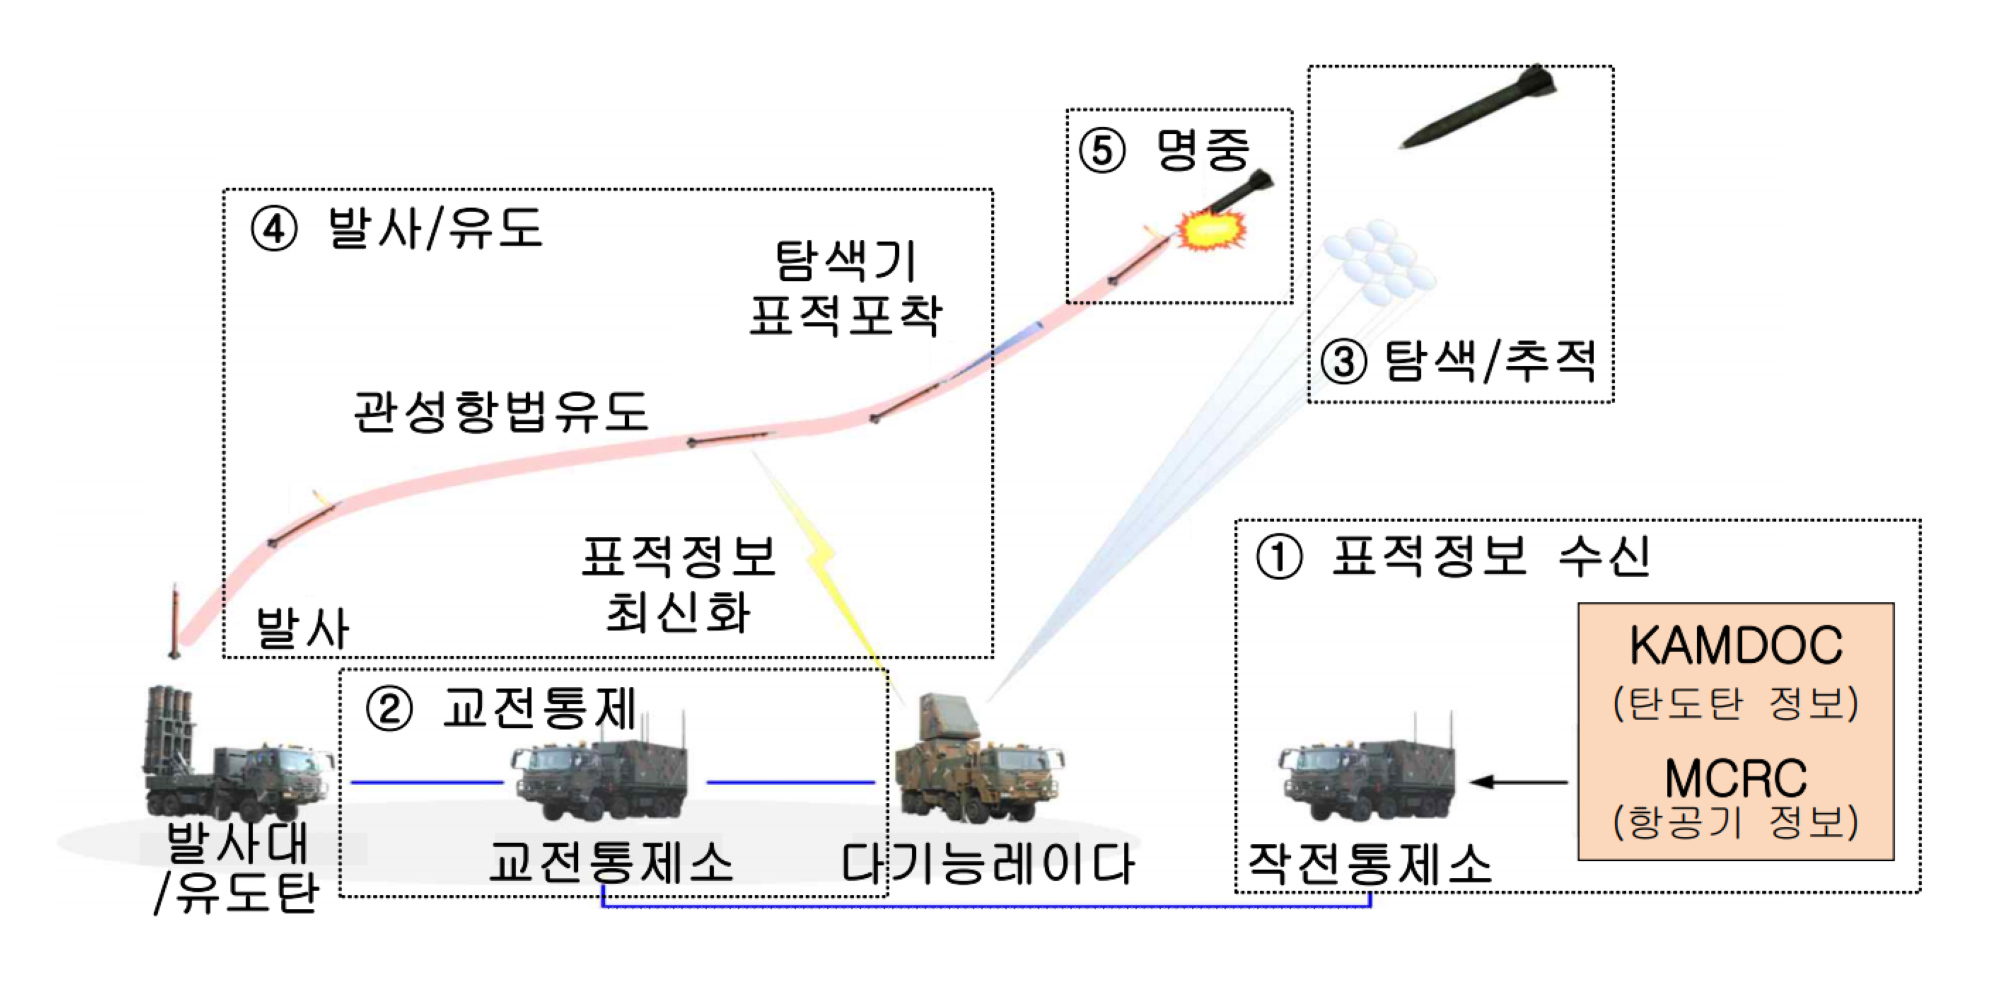 ⑤ 명중
④ 발사/유도
탐색기
표적포착
③ 탐색/추적
관성항법유도
표적정보
최신화
발사
① 표적정보 수신
KAMDOC
(탄도탄 정보)
MCRC
(항공기 정보)
② 교전통제
발사대
/유도탄
교전통제소
다기능레이다
작전통제소